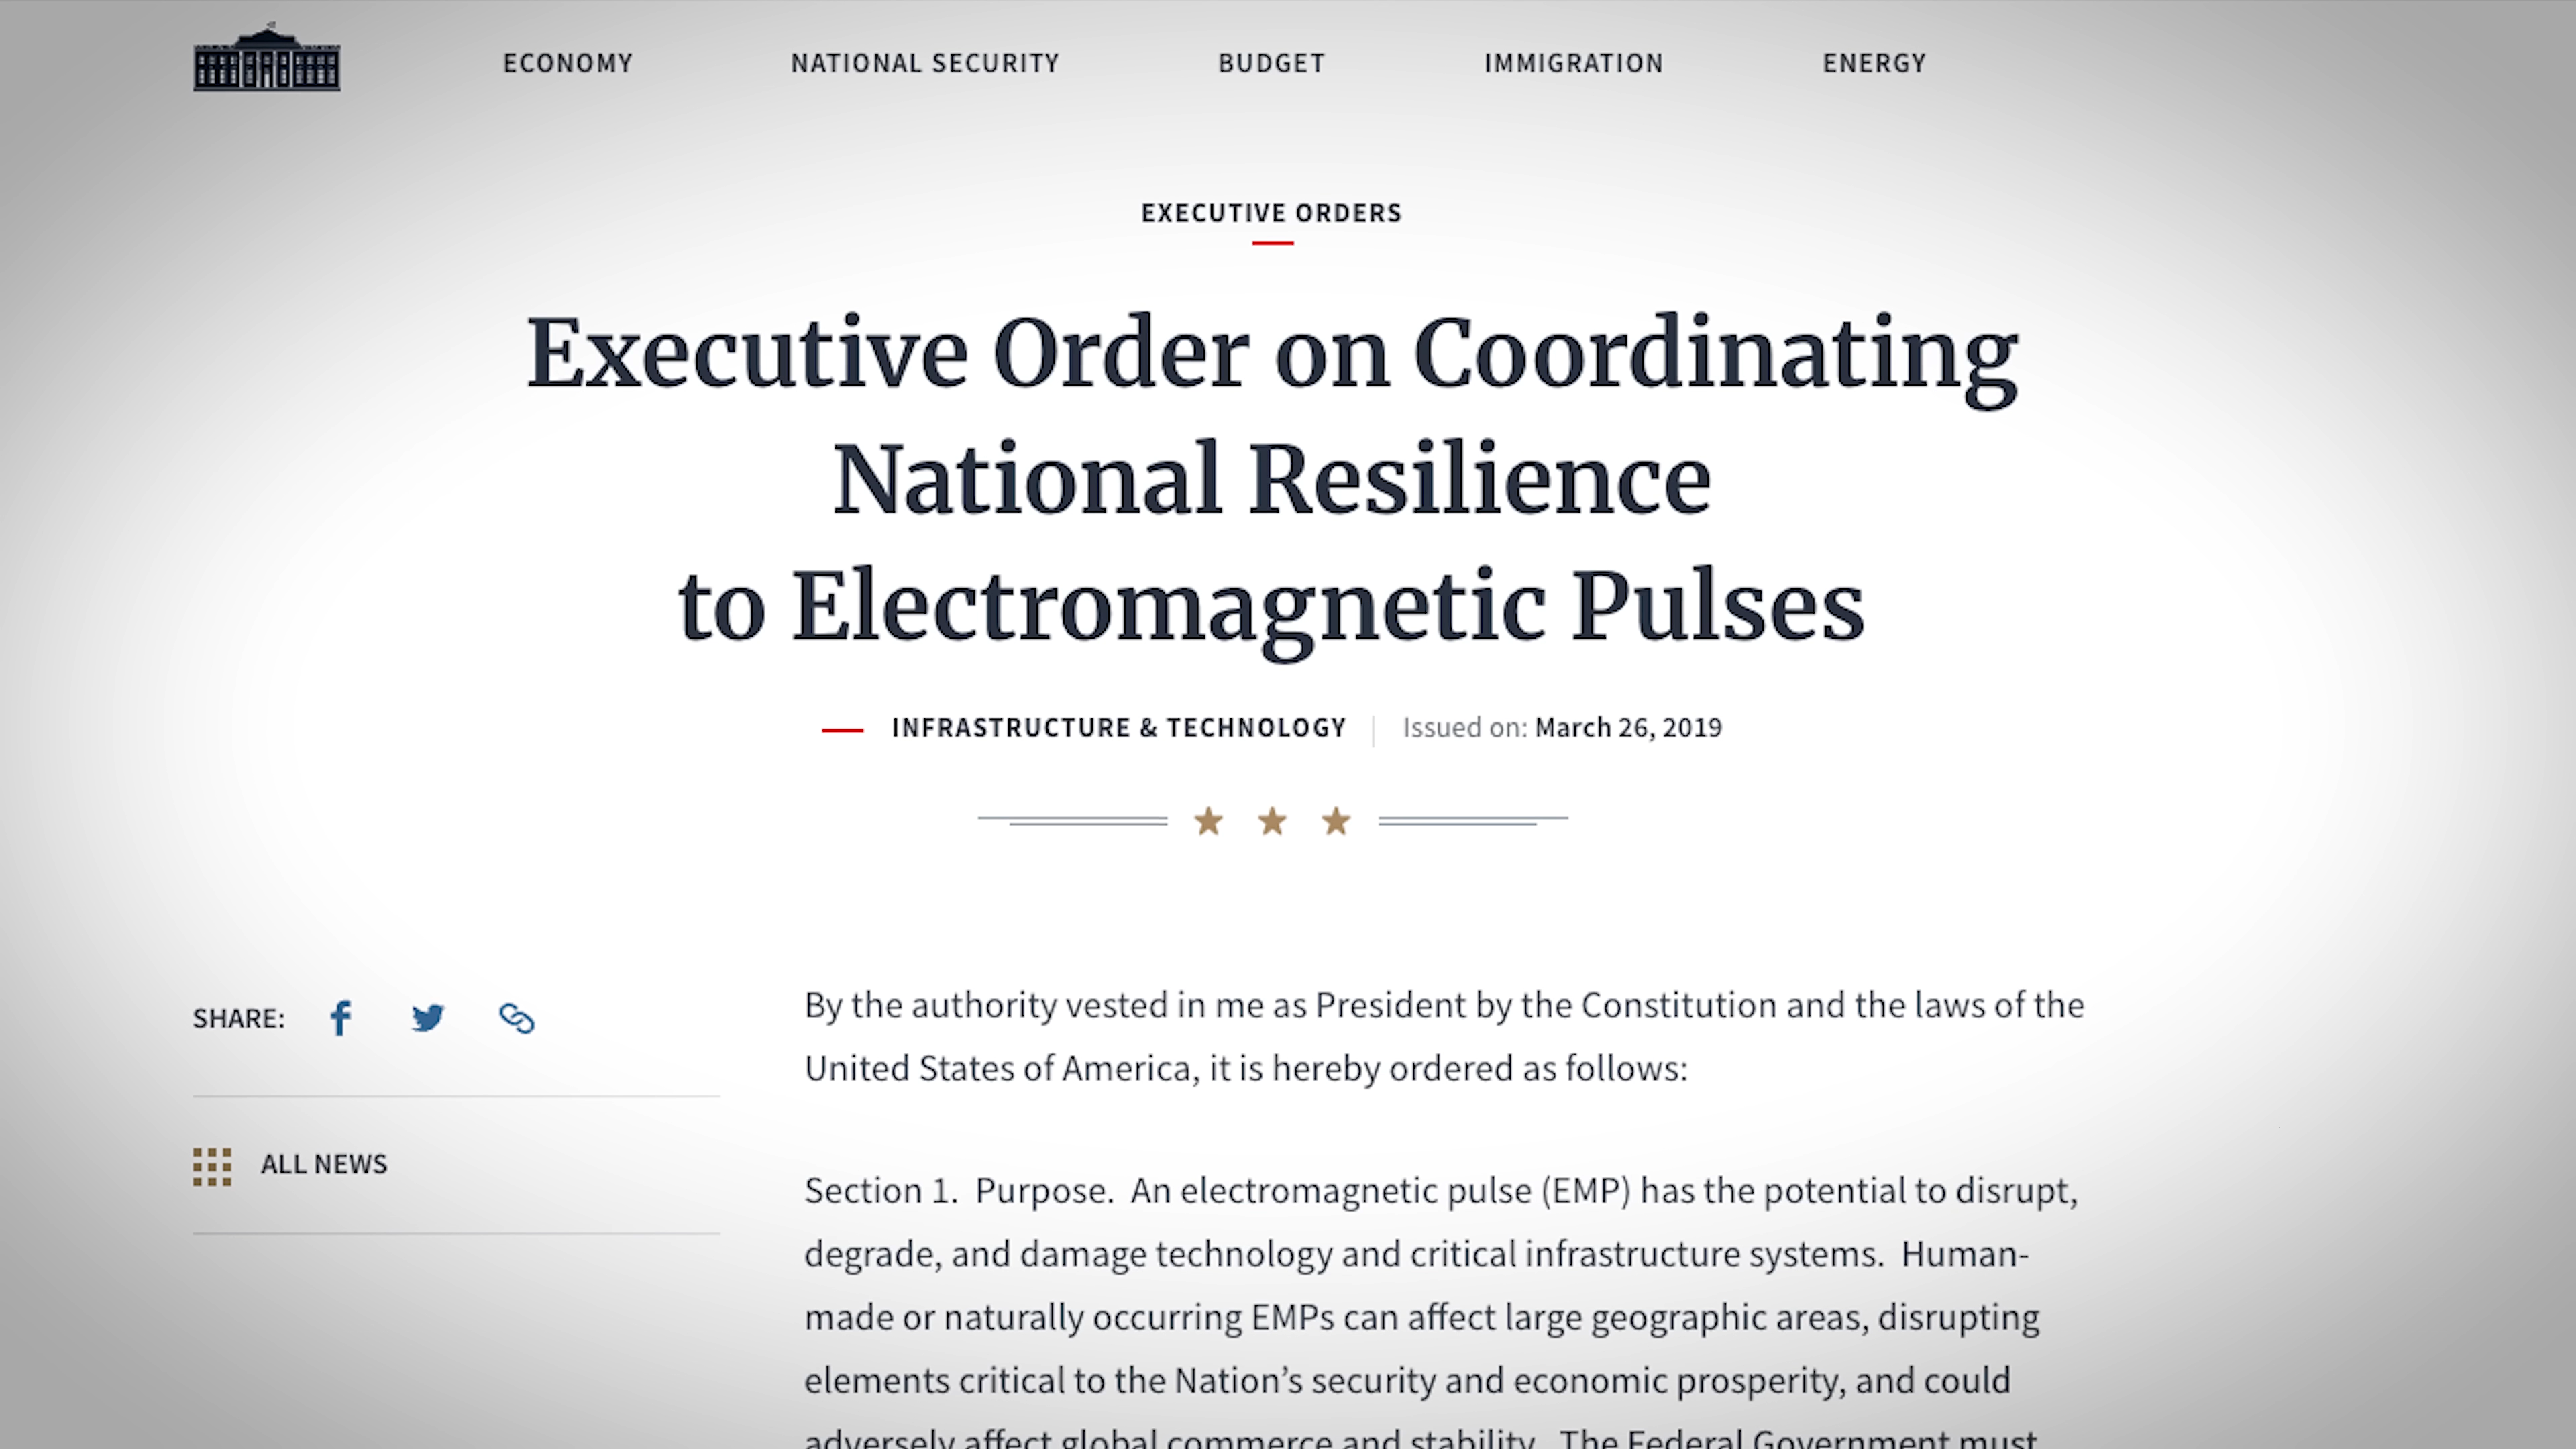 ECONOMY NATIONAL SECURITY BUDGET IMMIGRATION ENERGY
EXECUTIVE ORDERS
Executive Order on Coordinating
National Resilience
to Electromagnetic Pulses
INFRASTRUCTURE & TECHNOLOGY Issued on: March 26, 2019
SHARE:
ALL NEWS
By the authority vested in me as President by the Constitution and the laws of the
United States of America, it is hereby ordered as follows:
Section 1. Purpose. An electromagnetic pulse (EMP) has the potential to disrupt,
degrade, and damage technology and critical infrastructure systems. Human-
made or naturally occurring EMPs can affect large geographic areas, disrupting
elements critical to the Nation’s security and economic prosperity, and could
adversely affect global commerce and stability. The Federal Government must